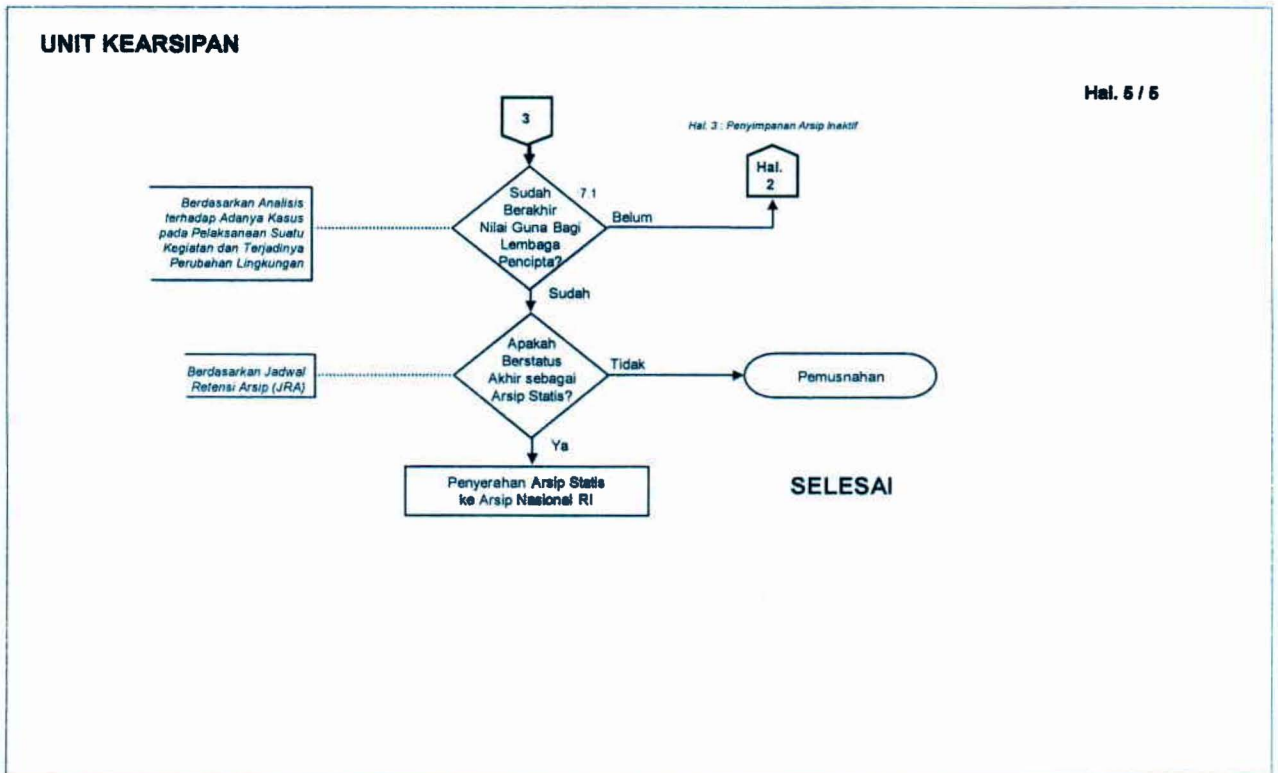 UNIT KEARSIPAN
Hal. 5 / 5
3
Hal. 3 : Penyimpanan Arsip Inaktif
Hal.
2
Berdasarkan Analisis
terhadap Adanya Kasus
pada Pelaksanaan Suatu
Kegiatan dan Terjadinya
Perubahan Lingkungan
Sudah
Berakhir
Nilai Guna Bagi
Lembaga
Pencipta?
7.1
Belum
Sudah
Berdasarkan Jadwal
Retensi Arsip (JRA)
Apakah
Berstatus
Akhir sebagai
Arsip Statis?
Tidak
Pemusnahan
Ya
Penyerahan Arsip Statis
ke Arsip Nasional RI
SELESAI